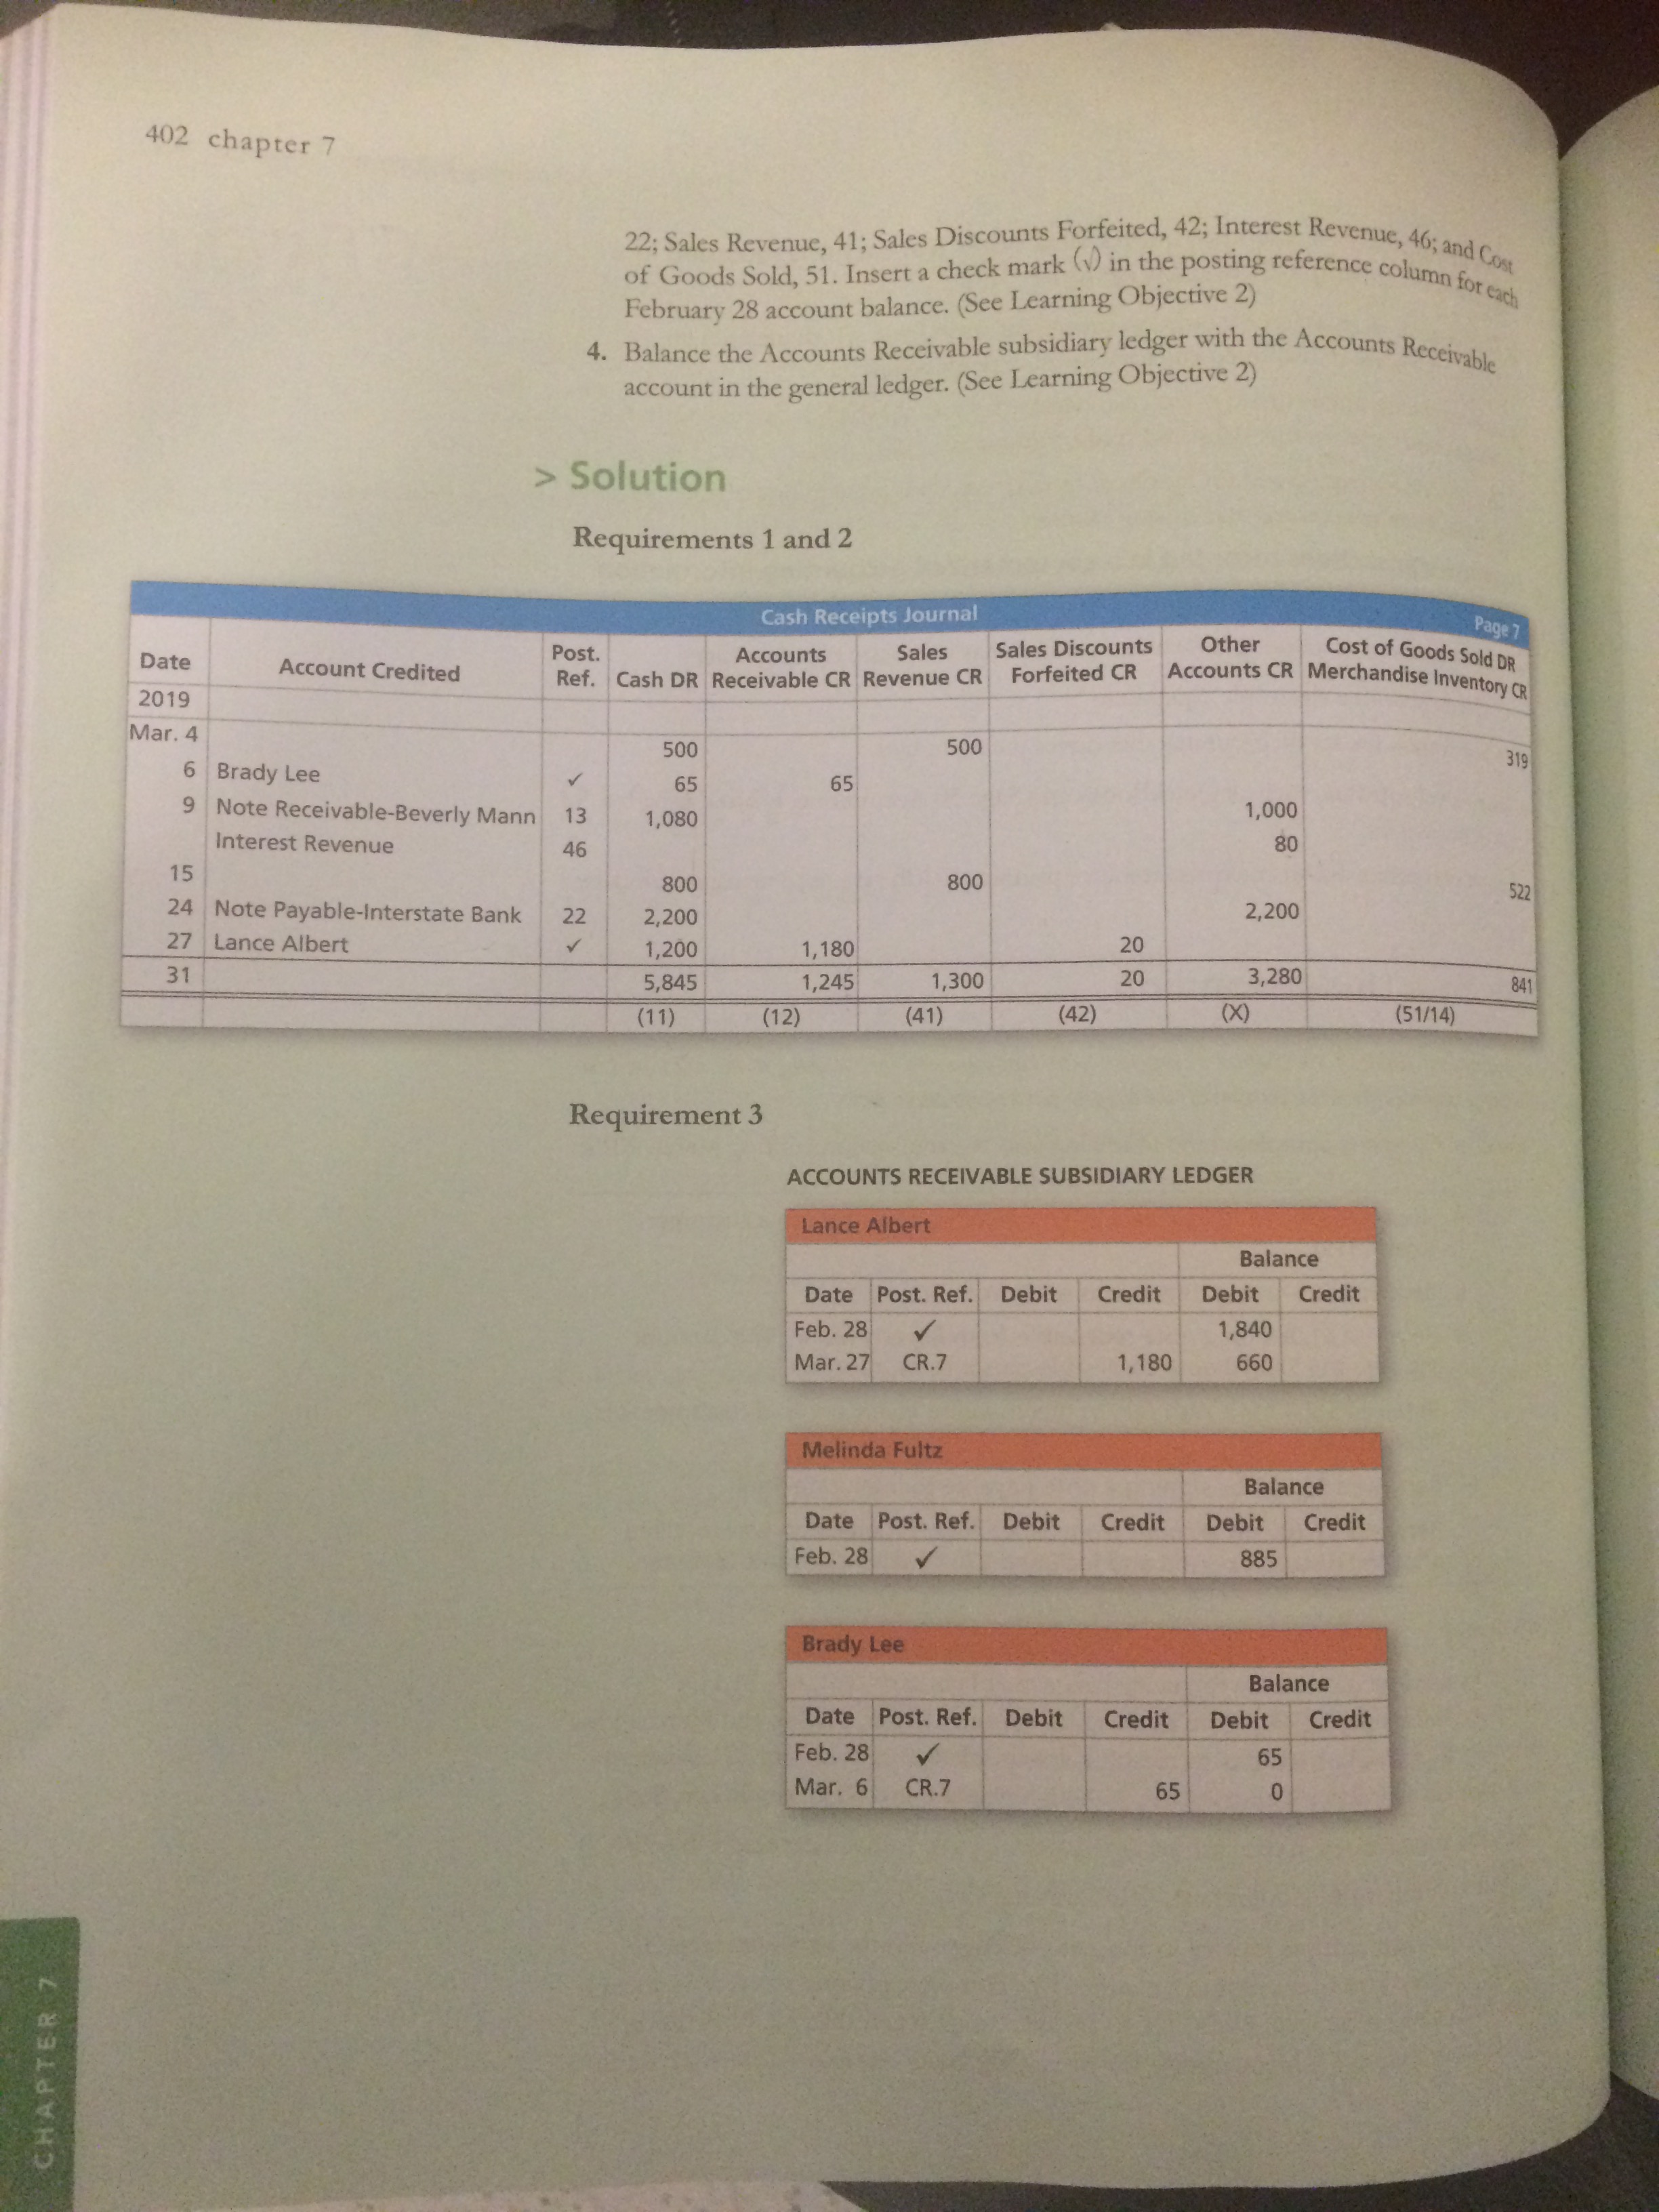 402 chapter 7
22; Sales Revenue, 41; Sales Discounts Forfeited, 42; Interest Revenue, 46; and Cost
of Goods Sold, 51. Insert a check mark (√) in the posting reference column for each
February 28 account balance. (See Learning Objective 2)
4. Balance the Accounts Receivable subsidiary ledger with the Accounts Receivable
account in the general ledger. (See Learning Objective 2)
> Solution
Requirements 1 and 2
Cash Receipts Journal Page 7
Date Account Credited Post. Ref. Cash DR Accounts Receivable CR Sales Revenue CR Sales Discounts Forfeited CR Other Accounts CR Cost of Goods Sold DR Merchandise Inventory CR
2019
Mar. 4 500 500 319
6 Brady Lee ✓ 65 65
9 Note Receivable-Beverly Mann 13 1,080 1,000
Interest Revenue 46 80
15 800 800 522
24 Note Payable-Interstate Bank 22 2,200 2,200
27 Lance Albert ✓ 1,200 1,180 20
31 5,845 1,245 1,300 20 3,280 841
(11) (12) (41) (42) (X) (51/14)
Requirement 3
ACCOUNTS RECEIVABLE SUBSIDIARY LEDGER
Lance Albert
Balance
Date Post. Ref. Debit Credit Debit Credit
Feb. 28 ✓ 1,840
Mar. 27 CR.7 1,180 660
Melinda Fultz
Balance
Date Post. Ref. Debit Credit Debit Credit
Feb. 28 ✓ 885
Brady Lee
Balance
Date Post. Ref. Debit Credit Debit Credit
Feb. 28 ✓ 65
Mar. 6 CR.7 65 0
CHAPTER 7